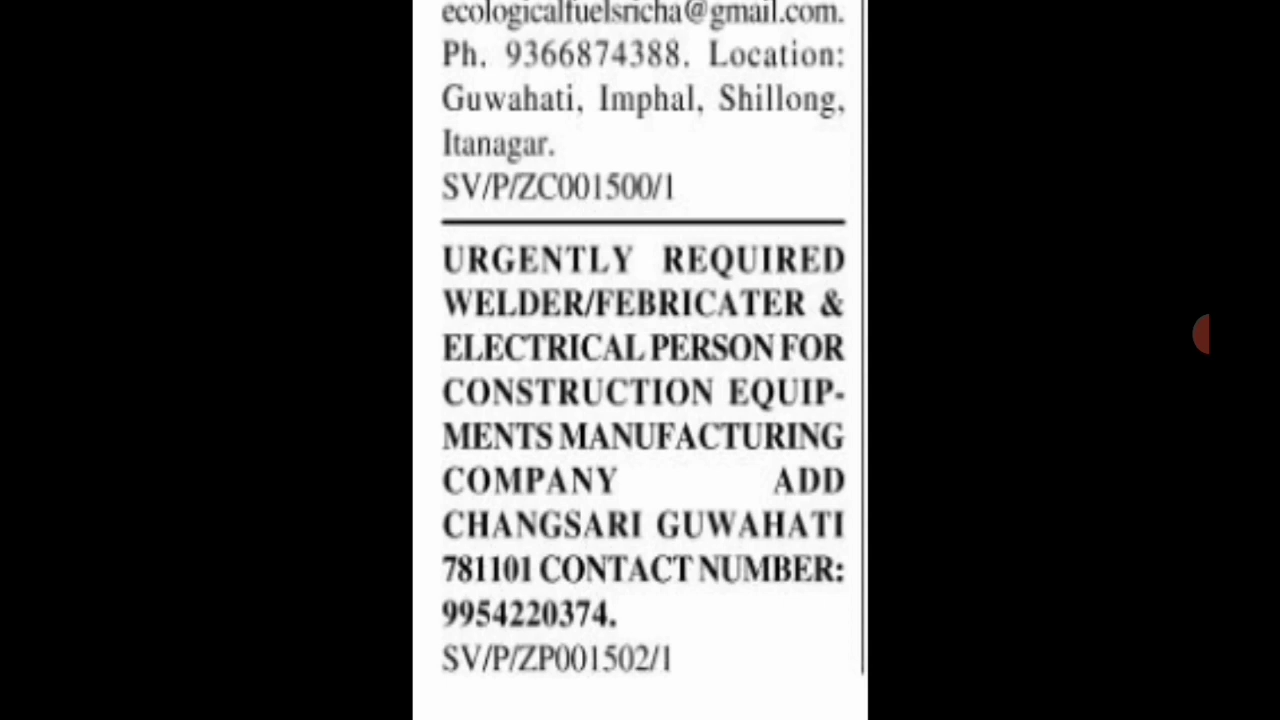 ecologicalfuelsricha@gmail.com.
Ph. 9366874388. Location:
Guwahati, Imphal, Shillong,
Itanagar.
SV/P/ZC001500/1
URGENTLY REQUIRED
WELDER/FEBRICATER &
ELECTRICAL PERSON FOR
CONSTRUCTION EQUIP-
MENTS MANUFACTURING
COMPANY ADD
CHANGSARI GUWAHATI
781101 CONTACT NUMBER:
9954220374.
SV/P/ZP001502/1